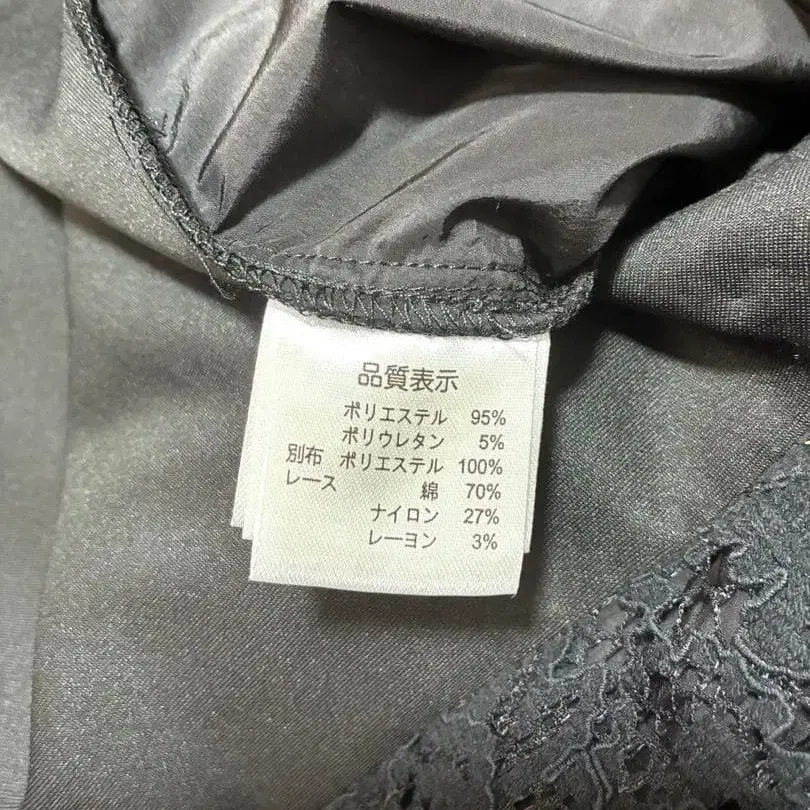 品質表示
ポリエステル 95%
ポリウレタン 5%
別布 ポリエステル 100%
レース 綿 70%
ナイロン 27%
レーヨン 3%